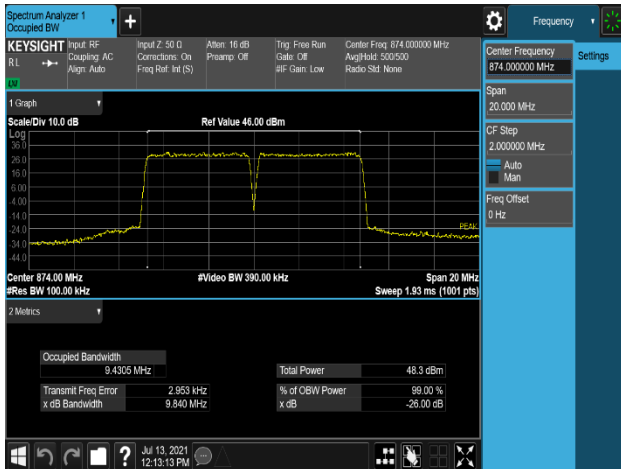 Spectrum Analyzer 1
Occupied BW
Frequency
KEYSIGHT
R L
Input: RF
Coupling: AC
Align: Auto
Input Z: 50 Ω
Corrections: On
Freq Ref: Int (S)
Atten: 16 dB
Preamp: Off
Trig: Free Run
Gate: Off
#IF Gain: Low
Center Freq: 874.000000 MHz
Avg|Hold: 500/500
Radio Std: None
Center Frequency
874.000000 MHz
Settings
Span
20.000 MHz
CF Step
2.000000 MHz
Auto
Man
Freq Offset
0 Hz
1 Graph
Scale/Div 10.0 dB
Ref Value 46.00 dBm
Log
36.0
26.0
16.0
6.00
-4.00
-14.0
-24.0
-34.0
-44.0
PEAK
Center 874.00 MHz
#Video BW 390.00 kHz
Span 20 MHz
#Res BW 100.00 kHz
Sweep 1.93 ms (1001 pts)
2 Metrics
Occupied Bandwidth
9.4305 MHz
Total Power 48.3 dBm
Transmit Freq Error 2.953 kHz
% of OBW Power 99.00 %
x dB Bandwidth 9.840 MHz
x dB -26.00 dB
?
Jul 13, 2021
12:13:13 PM